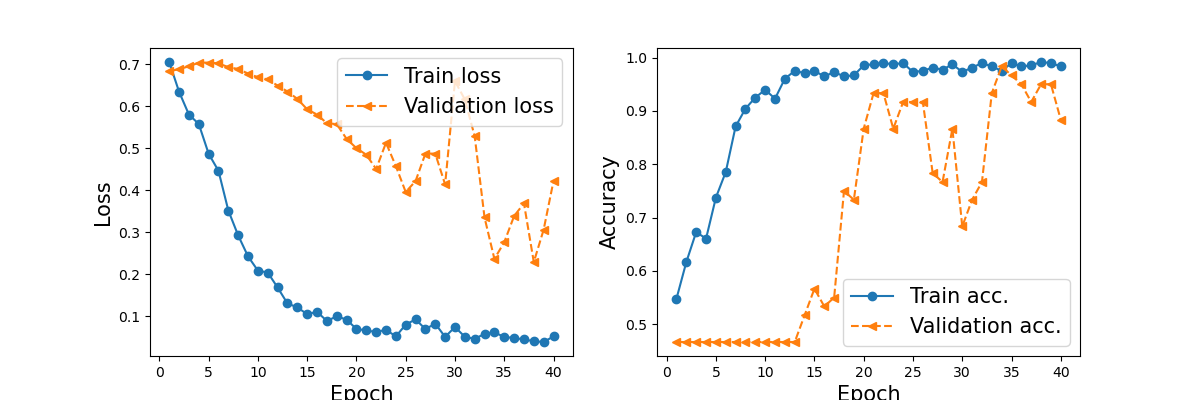 0.7
0.6
0.5
0.4
0.3
0.2
0.1
Loss
0 5 10 15 20 25 30 35 40
Epoch
Train loss
Validation loss
1.0
0.9
0.8
0.7
0.6
0.5
Accuracy
0 5 10 15 20 25 30 35 40
Epoch
Train acc.
Validation acc.